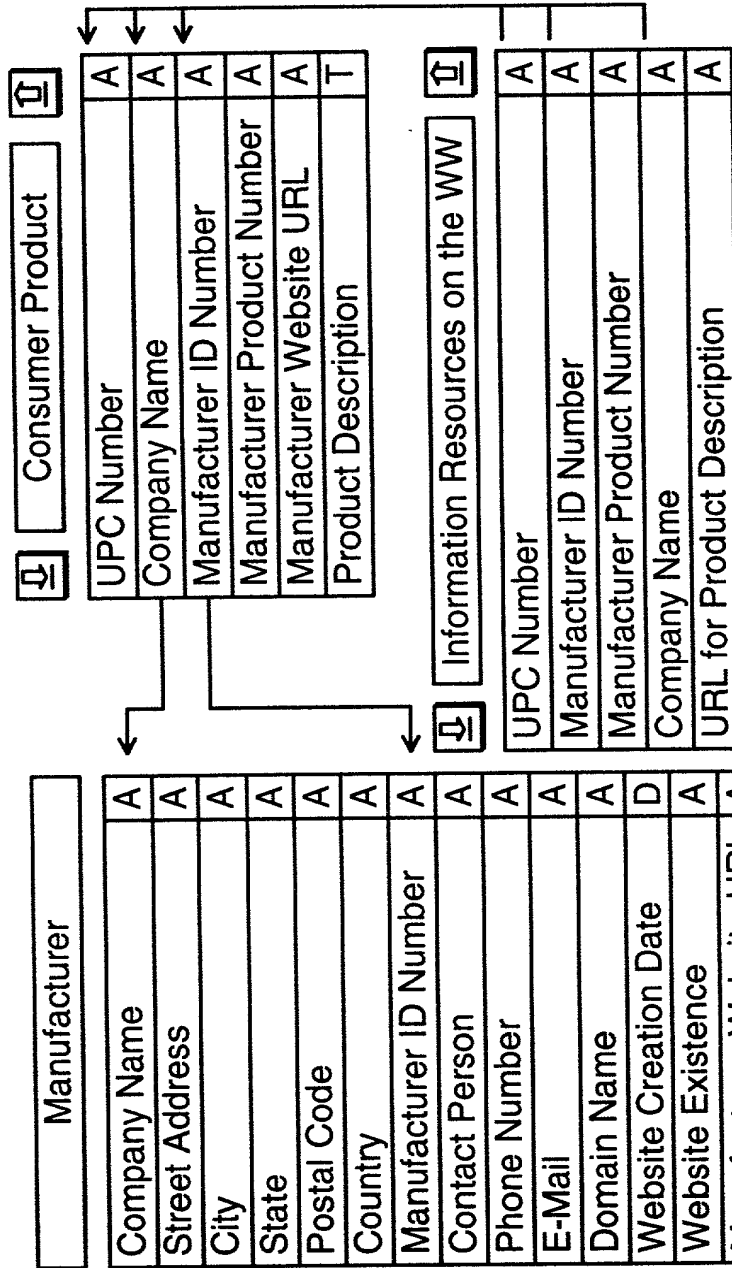 Manufacturer
Company Name A
Street Address A
City A
State A
Postal Code A
Country A
Manufacturer ID Number A
Contact Person A
Phone Number A
E-Mail A
Domain Name A
Website Creation Date D
Website Existence A
Consumer Product
UPC Number A
Company Name A
Manufacturer ID Number A
Manufacturer Product Number A
Manufacturer Website URL A
Product Description T
Information Resources on the WW
UPC Number A
Manufacturer ID Number A
Manufacturer Product Number A
Company Name A
URL for Product Description A